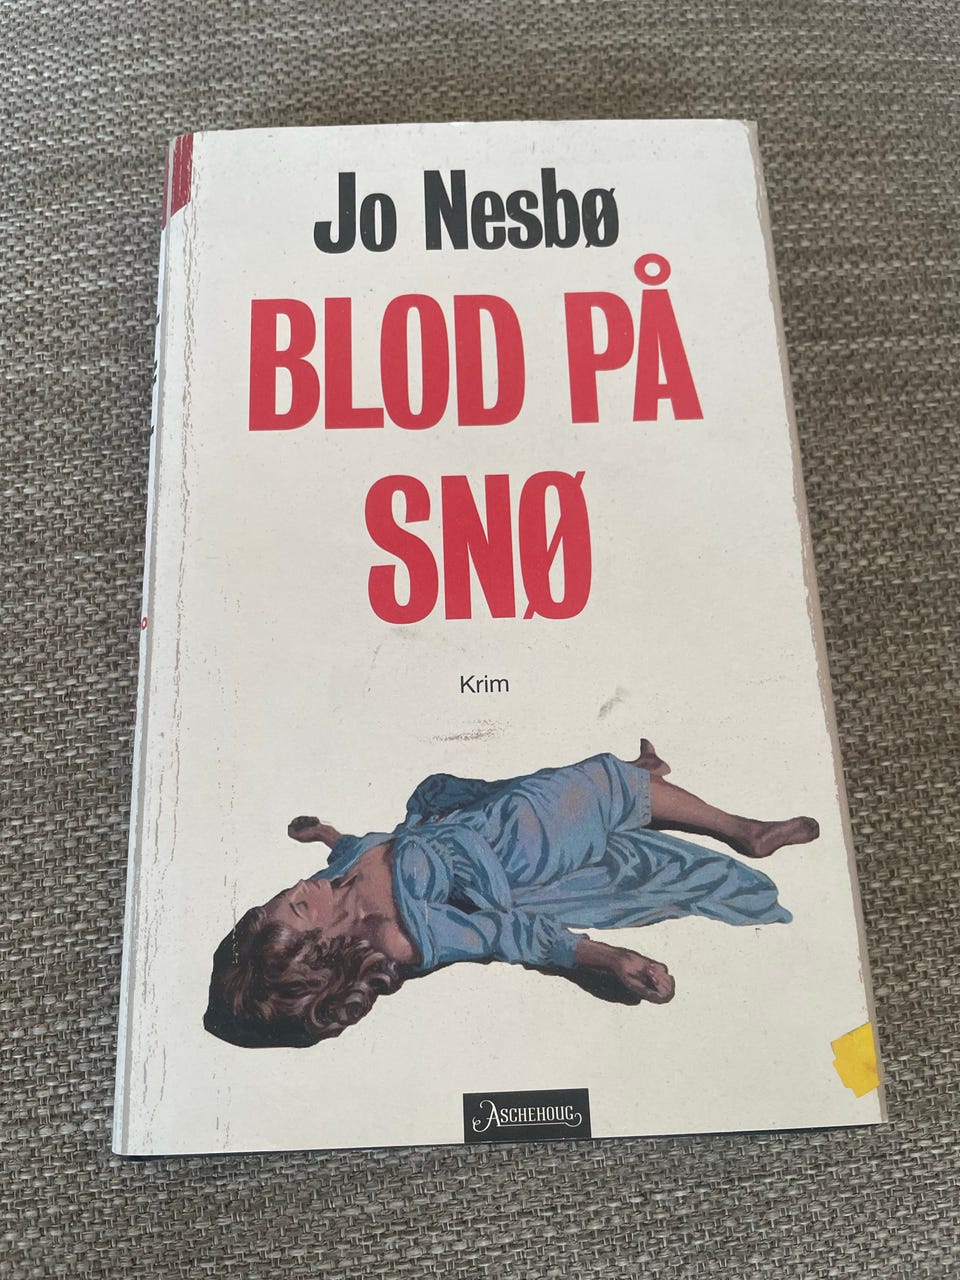 Jo Nesbø
BLOD PÅ
SNØ
Krim
ASCHEHOUG